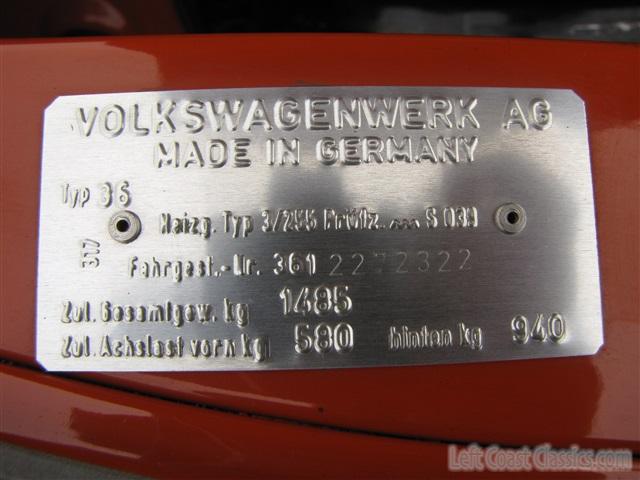 VOLKSWAGENWERK AG
MADE IN GERMANY
Typ 36
Heizg. Typ 3/255 Prüfz. ~~~ S 039
317
Fahrgest.-Nr. 361 2272322
Zul. Gesamtgew. kg 1485
Zul. Achslast vorn kg 580 hinten kg 940
Left Coast Classics.com